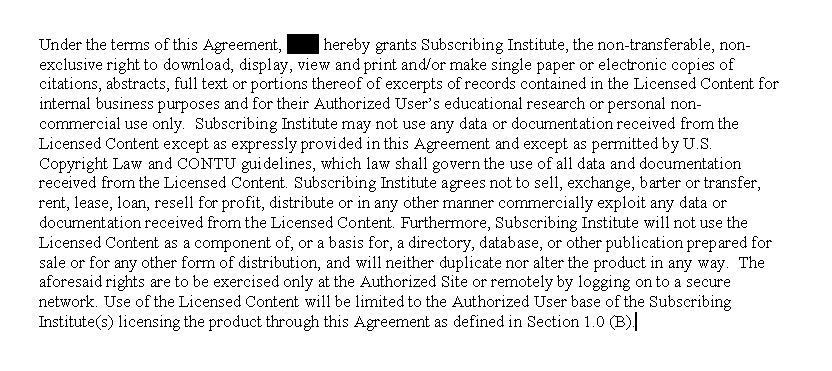 Under the terms of this Agreement, hereby grants Subscribing Institute, the non-transferable, non-
exclusive right to download, display, view and print and/or make single paper or electronic copies of
citations, abstracts, full text or portions thereof of excerpts of records contained in the Licensed Content for
internal business purposes and for their Authorized User's educational research or personal non-
commercial use only.  Subscribing Institute may not use any data or documentation received from the
Licensed Content except as expressly provided in this Agreement and except as permitted by U.S.
Copyright Law and CONTU guidelines, which law shall govern the use of all data and documentation
received from the Licensed Content. Subscribing Institute agrees not to sell, exchange, barter or transfer,
rent, lease, loan, resell for profit, distribute or in any other manner commercially exploit any data or
documentation received from the Licensed Content. Furthermore, Subscribing Institute will not use the
Licensed Content as a component of, or a basis for, a directory, database, or other publication prepared for
sale or for any other form of distribution, and will neither duplicate nor alter the product in any way.  The
aforesaid rights are to be exercised only at the Authorized Site or remotely by logging on to a secure
network. Use of the Licensed Content will be limited to the Authorized User base of the Subscribing
Institute(s) licensing the product through this Agreement as defined in Section 1.0 (B).